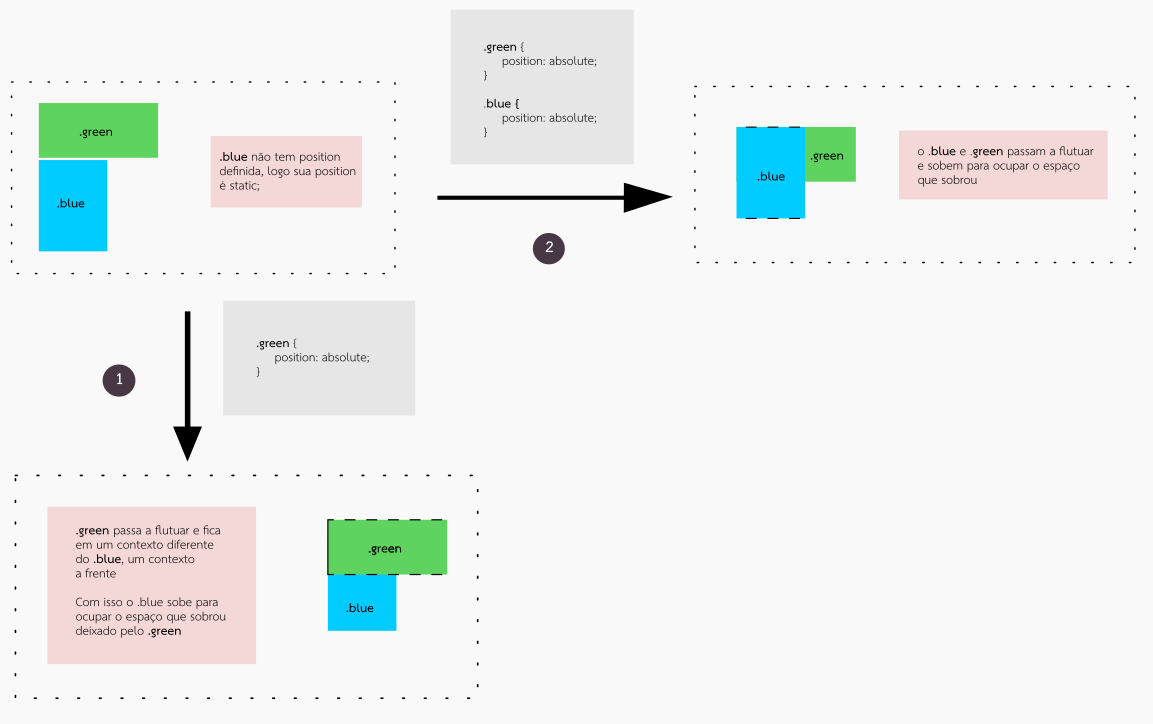 .green {
position: absolute;
}
.blue {
position: absolute;
}
.green
.blue
.blue não tem position
definida, logo sua position
é static;
2
.blue
.green
o .blue e .green passam a flutuar
e sobem para ocupar o espaço
que sobrou
1
.green {
position: absolute;
}
.green passa a flutuar e fica
em um contexto diferente
do .blue, um contexto
a frente
Com isso o .blue sobe para
ocupar o espaço que sobrou
deixado pelo .green
.green
.blue